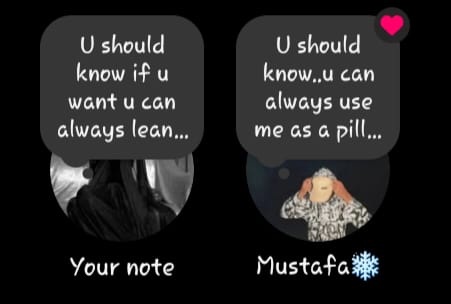 U should
know if u
want u can
always lean...
U should
know..u can
always use
me as a pill...
Your note
Mustafa❄️